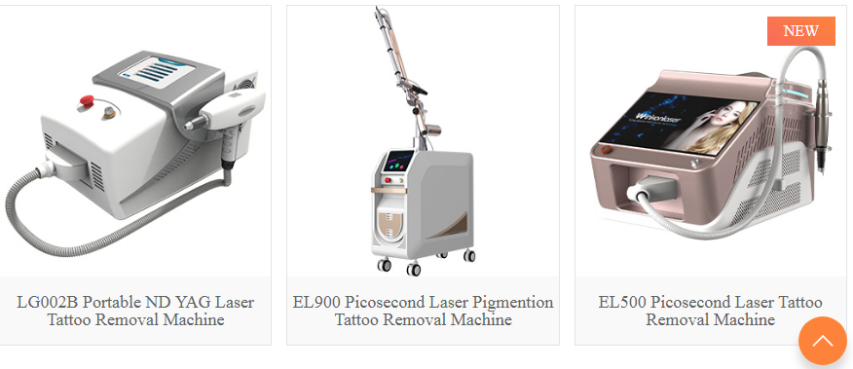 NEW
Winionlaser
LG002B Portable ND YAG Laser
Tattoo Removal Machine
EL900 Picosecond Laser Pigmention
Tattoo Removal Machine
EL500 Picosecond Laser Tattoo
Removal Machine